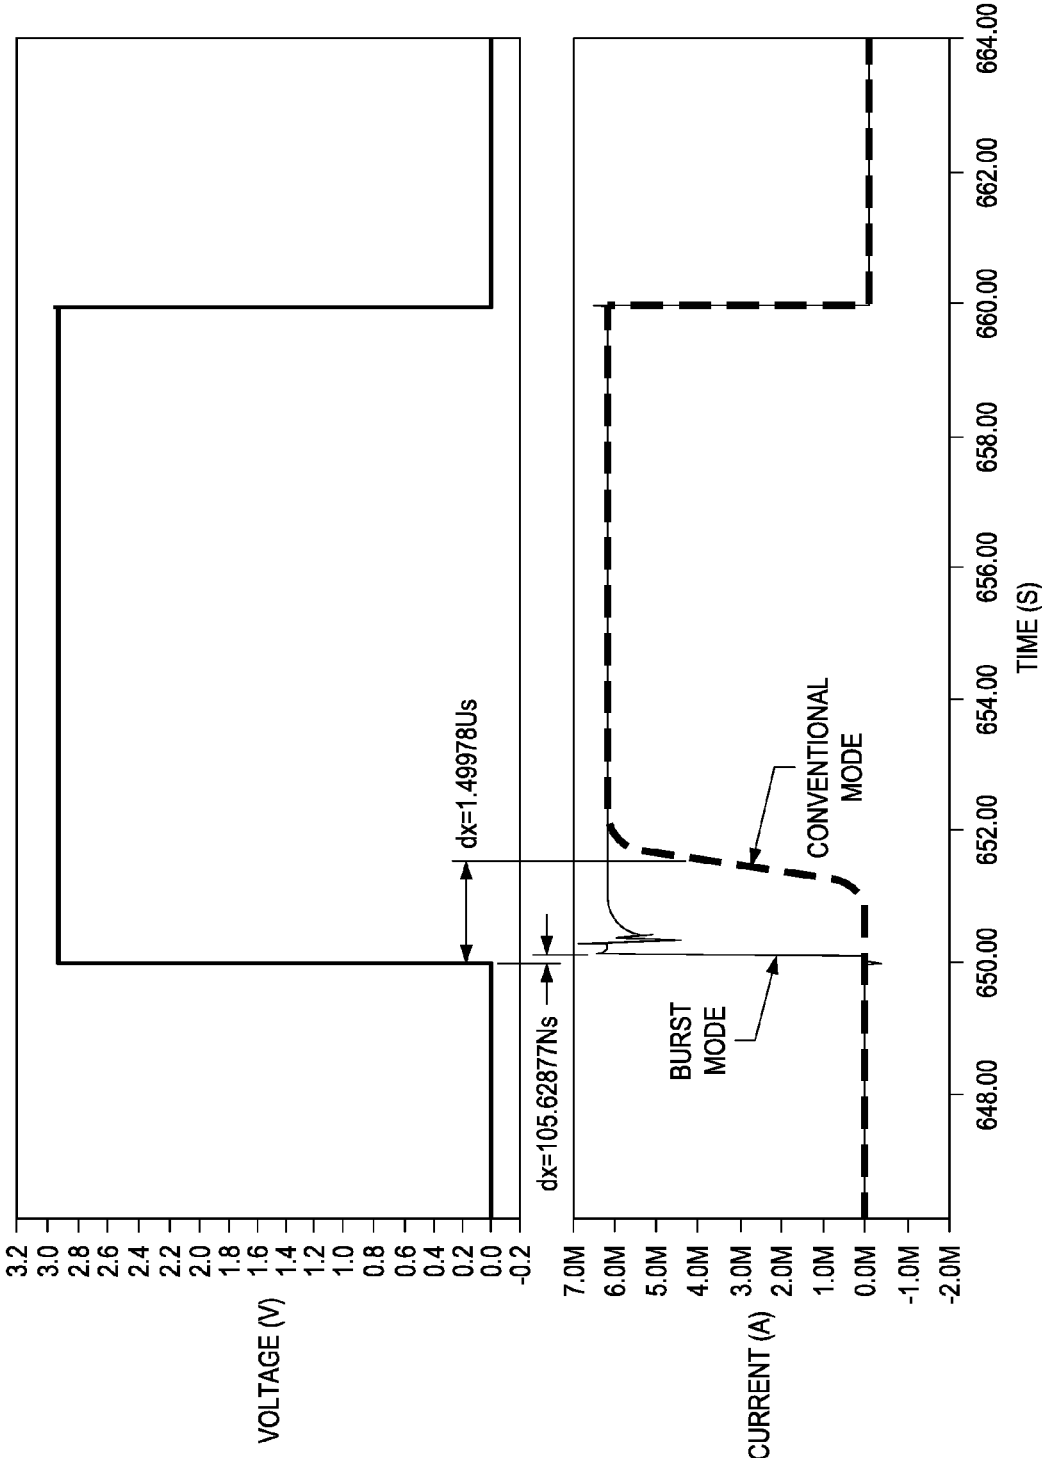 VOLTAGE (V)
3.2
3.0
2.8
2.6
2.4
2.2
2.0
1.8
1.6
1.4
1.2
1.0
0.8
0.6
0.4
0.2
0.0
-0.2
dx=1.49978Us
dx=105.62877Ns
CURRENT (A)
7.0M
6.0M
5.0M
4.0M
3.0M
2.0M
1.0M
0.0M
-1.0M
-2.0M
BURST
MODE
CONVENTIONAL
MODE
648.00
650.00
652.00
654.00
656.00
658.00
660.00
662.00
664.00
TIME (S)